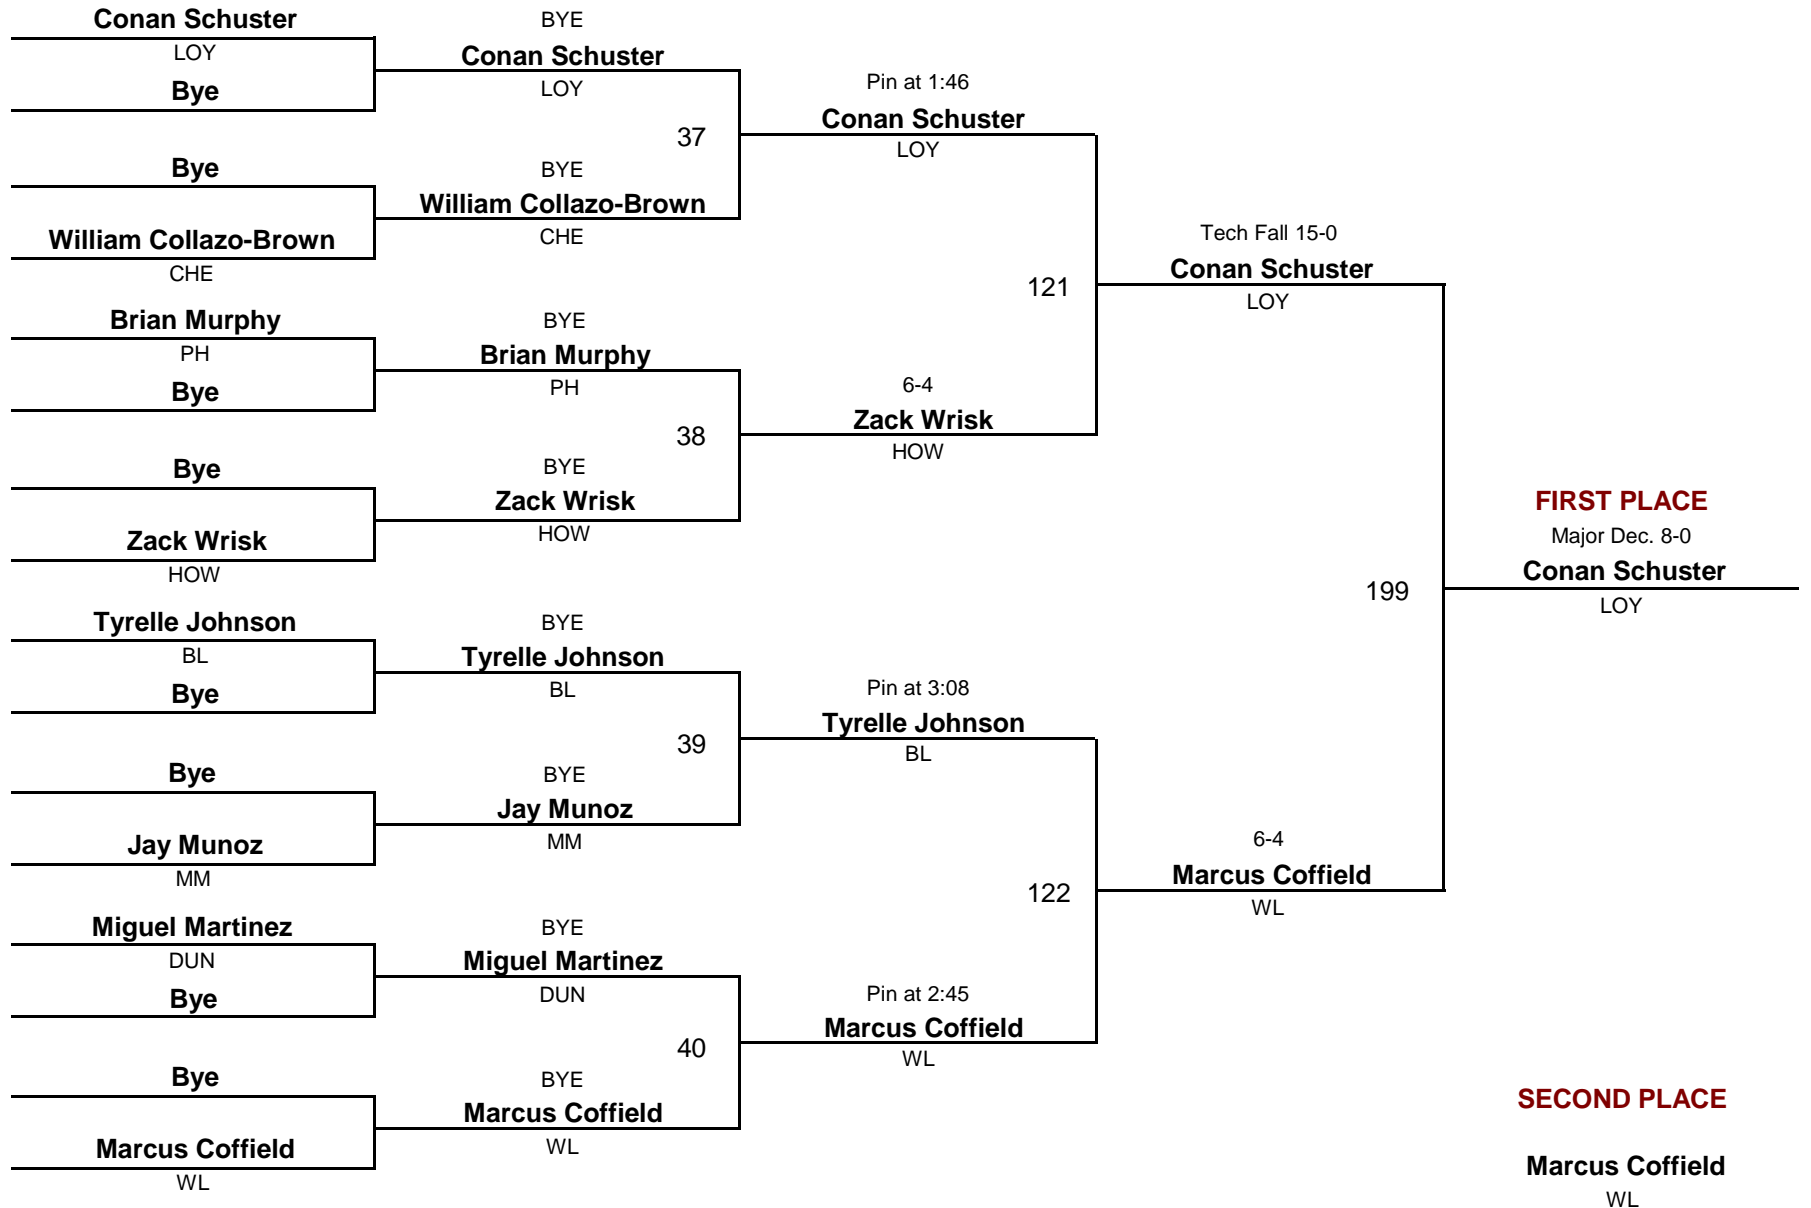 Conan Schuster
LOY
Bye
Bye
William Collazo-Brown
CHE
Brian Murphy
PH
Bye
Bye
Zack Wrisk
HOW
Tyrelle Johnson
BL
Bye
Bye
Jay Munoz
MM
Miguel Martinez
DUN
Bye
Bye
Marcus Coffield
WL
BYE
Conan Schuster
LOY
37
BYE
William Collazo-Brown
CHE
BYE
Brian Murphy
PH
38
BYE
Zack Wrisk
HOW
BYE
Tyrelle Johnson
BL
39
BYE
Jay Munoz
MM
BYE
Miguel Martinez
DUN
40
BYE
Marcus Coffield
WL
Pin at 1:46
Conan Schuster
LOY
121
6-4
Zack Wrisk
HOW
Pin at 3:08
Tyrelle Johnson
BL
122
Pin at 2:45
Marcus Coffield
WL
Tech Fall 15-0
Conan Schuster
LOY
199
6-4
Marcus Coffield
WL
FIRST PLACE
Major Dec. 8-0
Conan Schuster
LOY
SECOND PLACE
Marcus Coffield
WL